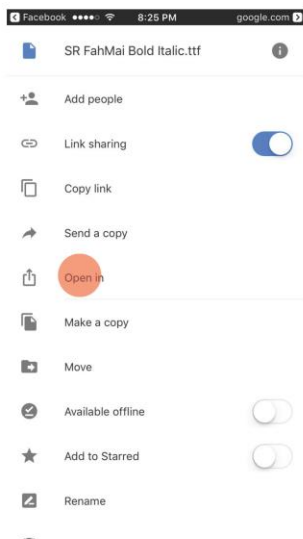 Facebook 8:25 PM google.com
SR FahMai Bold Italic.ttf
Add people
Link sharing
Copy link
Send a copy
Open in
Make a copy
Move
Available offline
Add to Starred
Rename